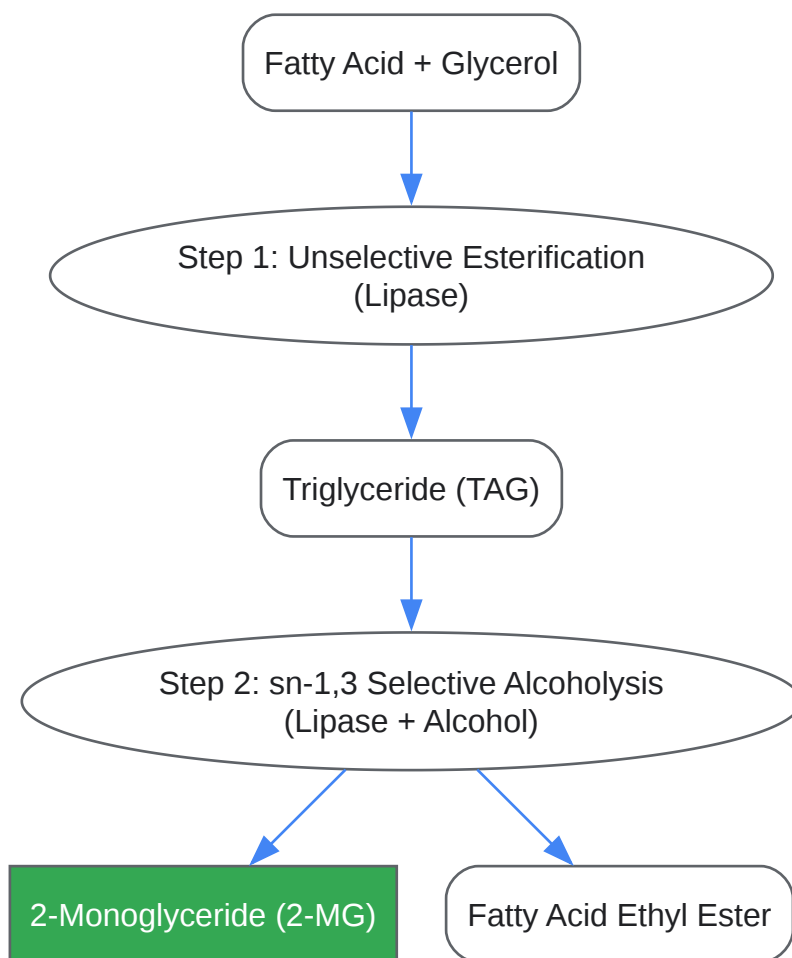 Fatty Acid + Glycerol
Step 1: Unselective Esterification
(Lipase)
Triglyceride (TAG)
Step 2: sn-1,3 Selective Alcoholysis
(Lipase + Alcohol)
2-Monoglyceride (2-MG)
Fatty Acid Ethyl Ester